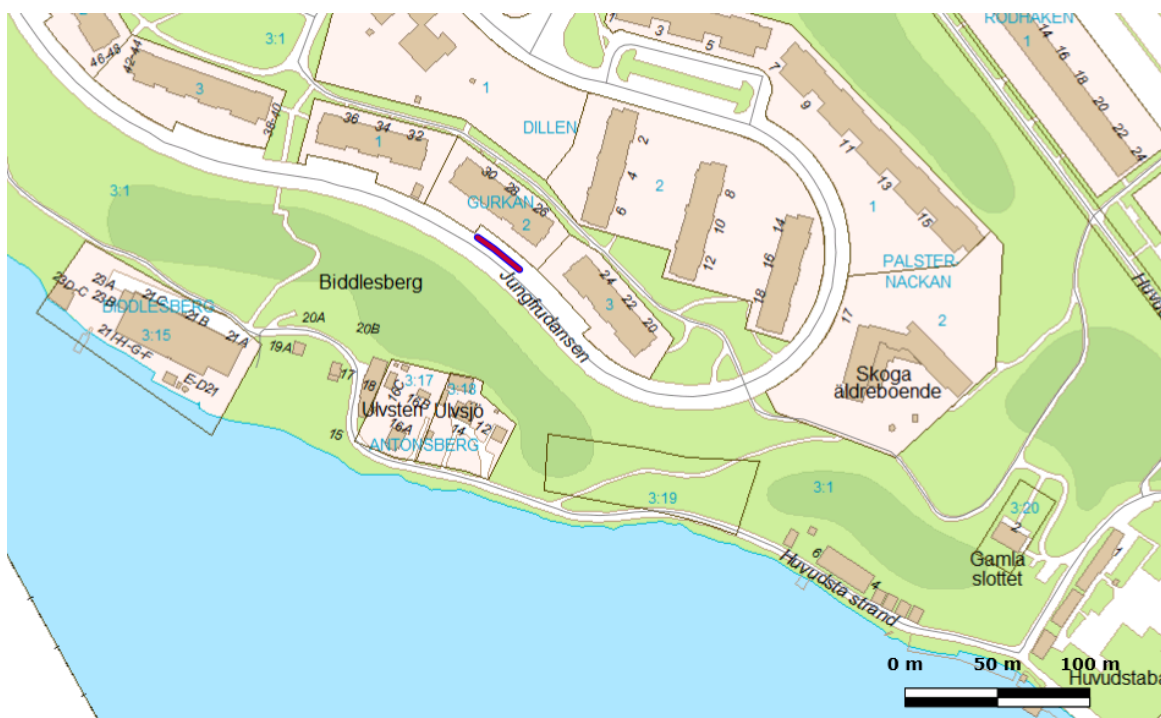 RÖDHAKEN
46-48
42-44
3:1
1
3
5
7
1
14
16
18
20
22
24
3
38-40
36
34
32
1
1
DILLEN
2
4
6
2
8
10
12
14
16
18
9
11
13
15
1
30
28
26
GURKAN
2
3:1
PALSTER
NACKAN
2
17
Biddlesberg
Jungfrudansen
24
22
20
3
23D-C
23A
23B
21C
21B
21A
BIDDLESBERG
3:15
21-H-G-F
E-D21
20A
20B
19A
17
18
15
16C
3:17
16B
16A
3:18
Ulvsten
Ulvsjö
14
12
ANTONSBERG
Skoga
äldreboende
3:19
3:1
3:20
2
Gamla
slottet
1
6
4
Huvudsta strand
0 m
50 m
100 m